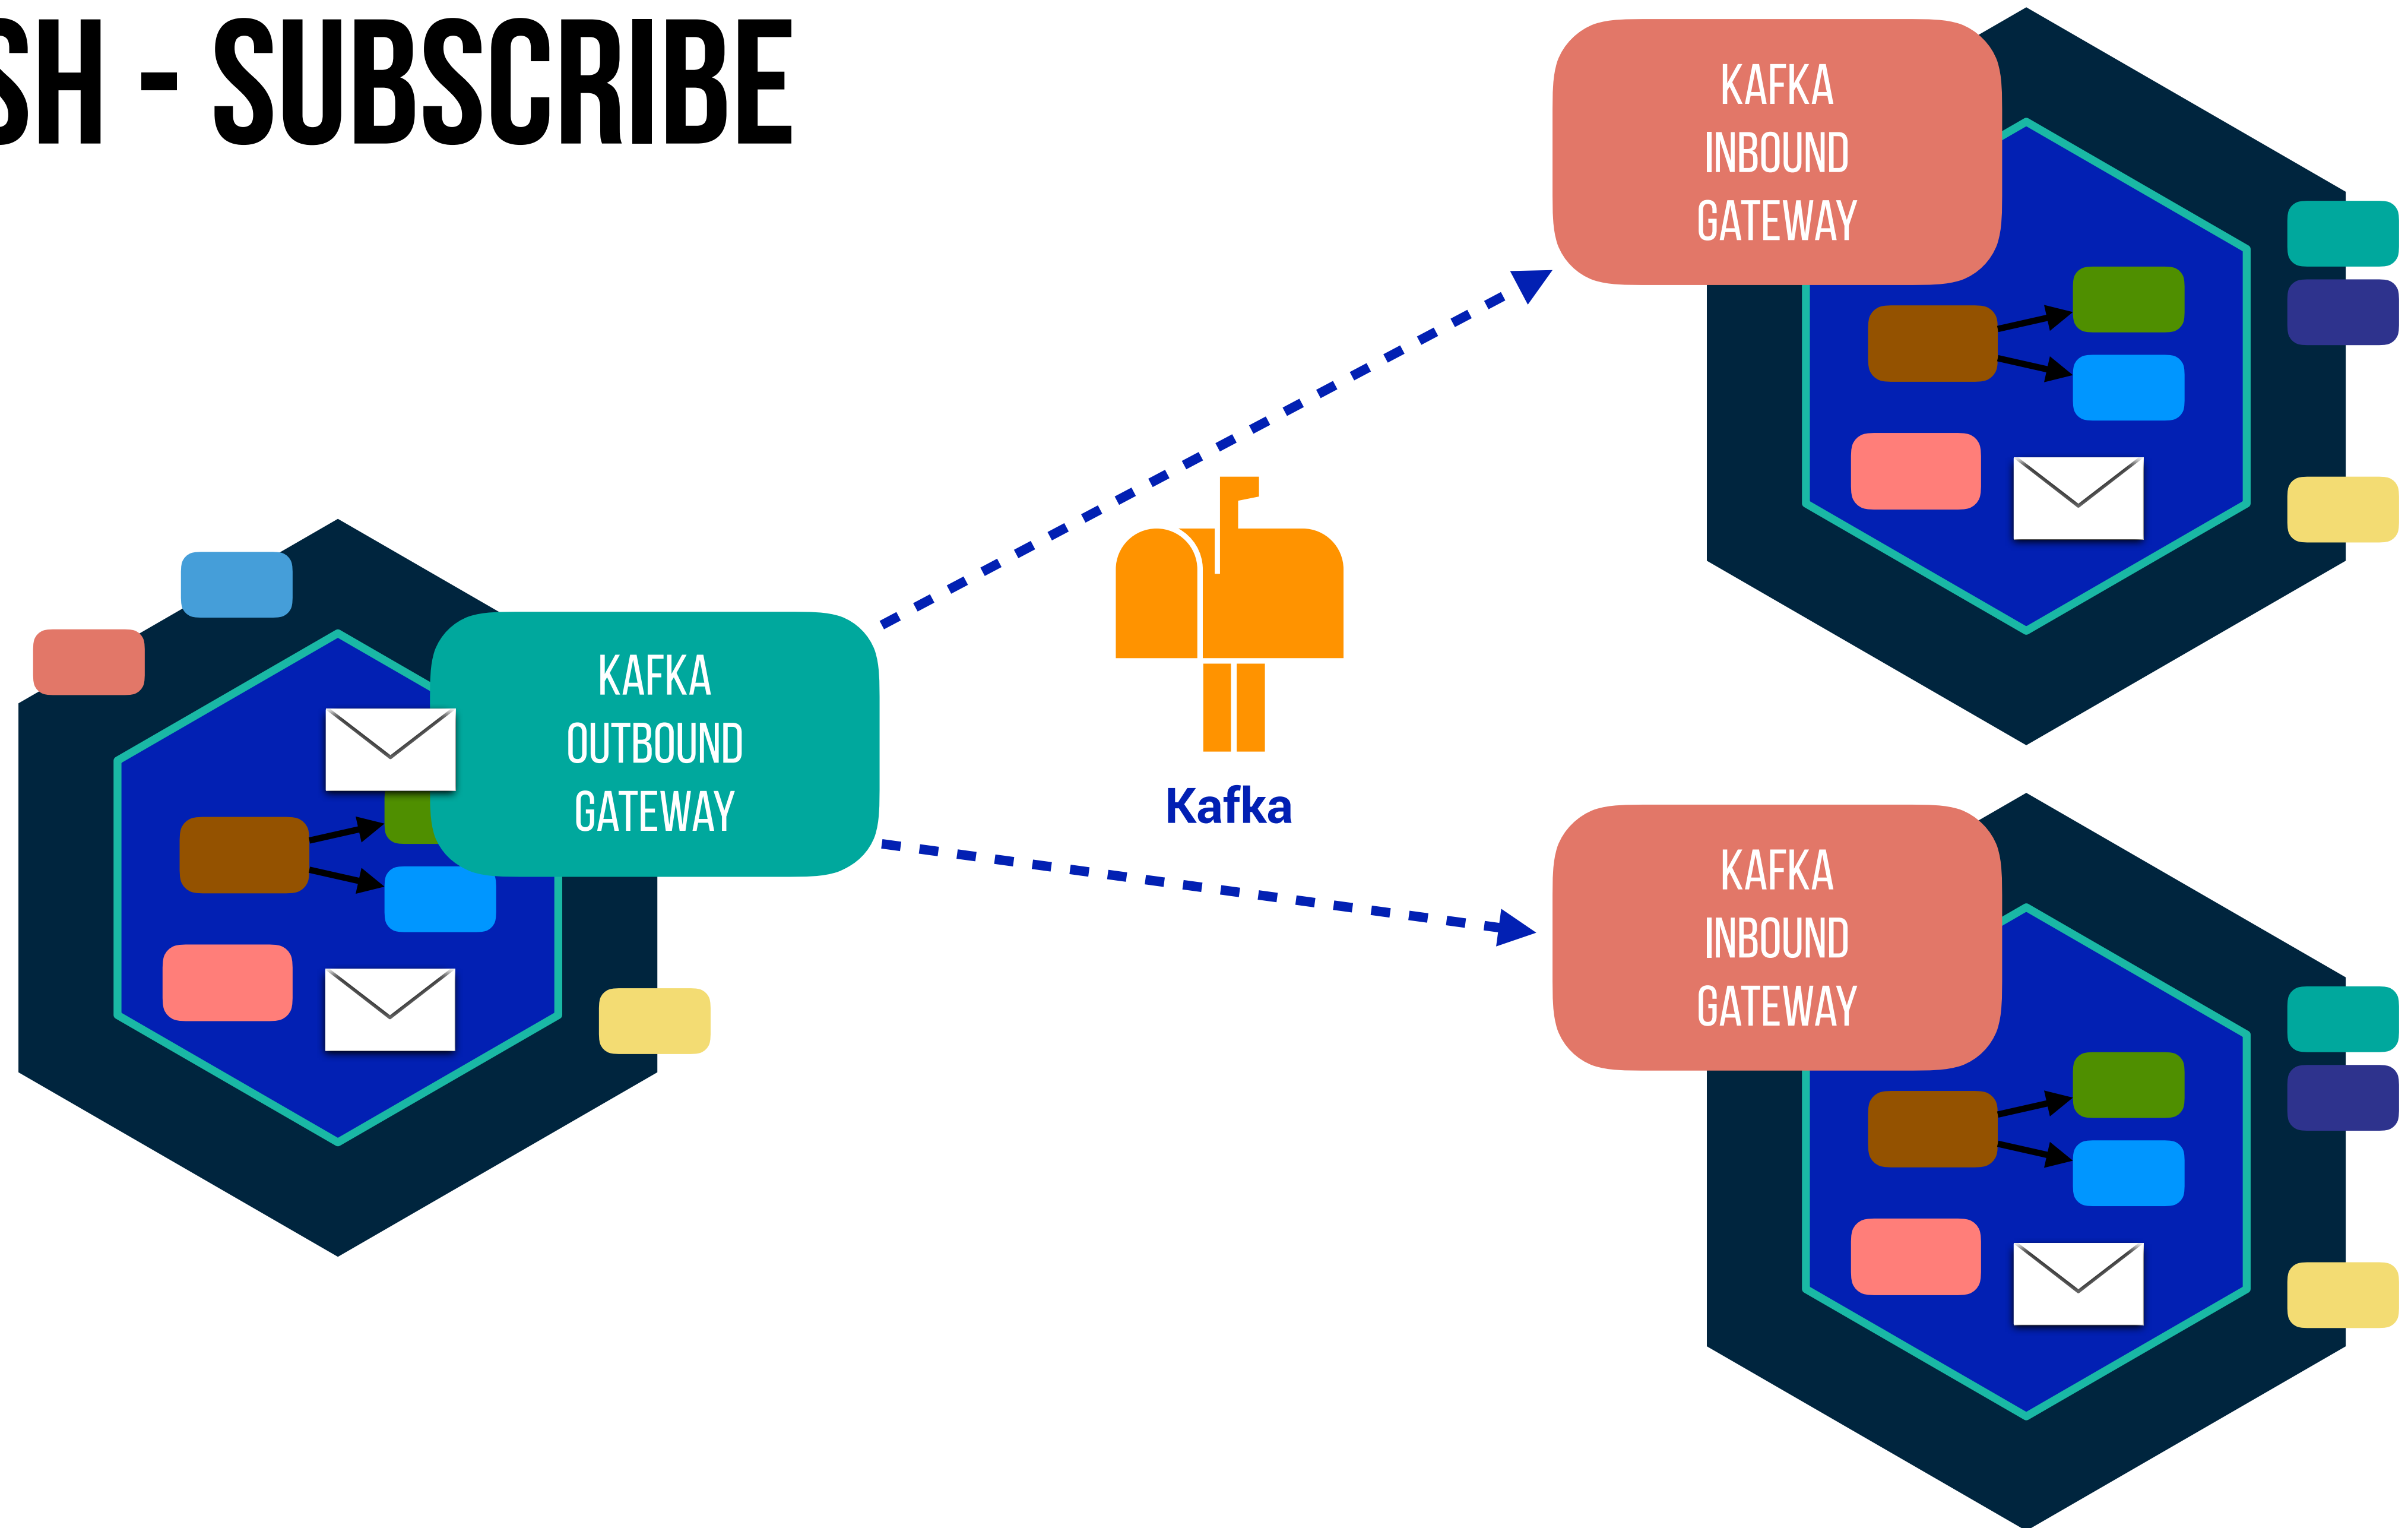 SH - SUBSCRIBE
KAFKA
INBOUND
GATEWAY
KAFKA
OUTBOUND
GATEWAY
Kafka
KAFKA
INBOUND
GATEWAY